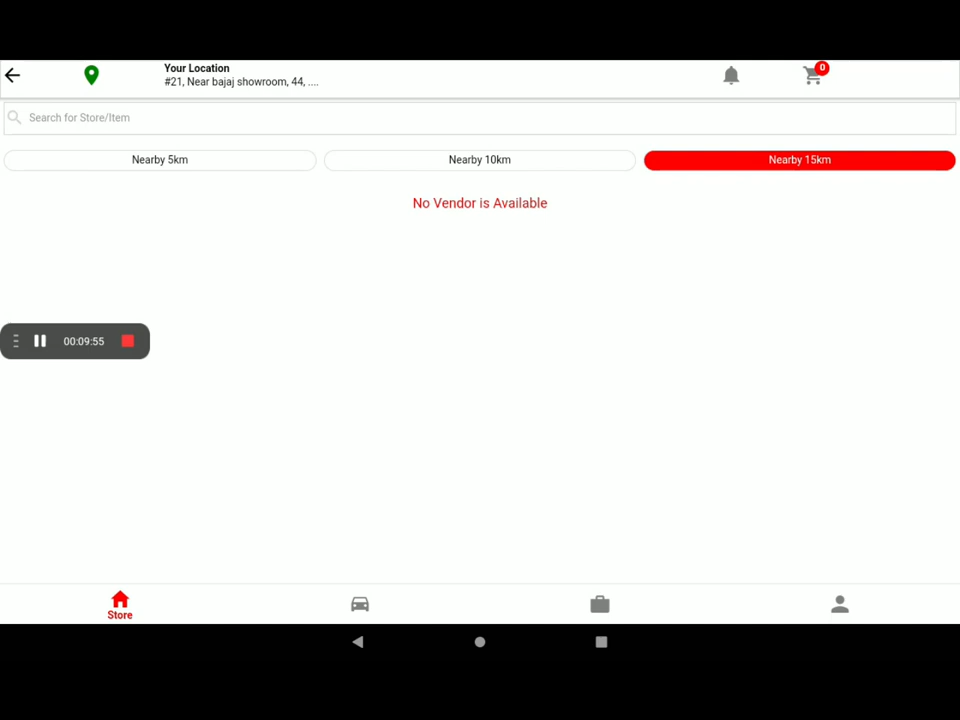 Your Location
#21, Near bajaj showroom, 44, ....
0
Search for Store/Item
Nearby 5km
Nearby 10km
Nearby 15km
No Vendor is Available
00:09:55
Store